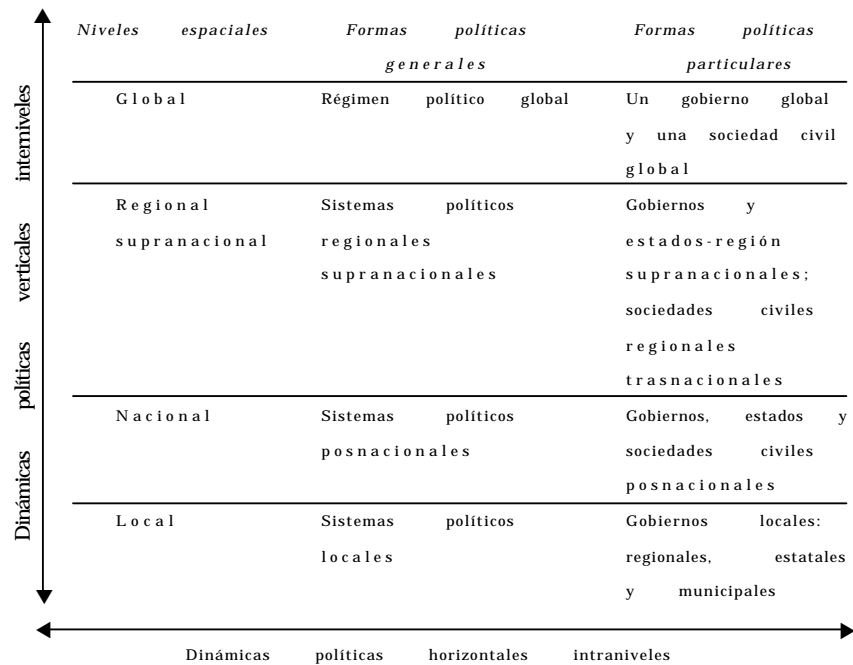 Niveles espaciales Formas políticas Formas políticas
generales particulares
Global Régimen político global Un gobierno global
y una sociedad civil
global
Regional Sistemas políticos Gobiernos y
supranacional regionales estados-región
supranacionales supranacionales;
sociedades civiles
regionales
trasnacionales
Nacional Sistemas políticos Gobiernos, estados y
posnacionales sociedades civiles
posnacionales
Local Sistemas políticos Gobiernos locales:
locales regionales, estatales
y municipales
Dinámicas políticas verticales interniveles
Dinámicas políticas horizontales intraniveles